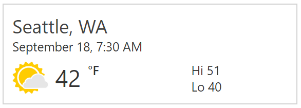 Seattle, WA
September 18, 7:30 AM
42 °F
Hi 51
Lo 40